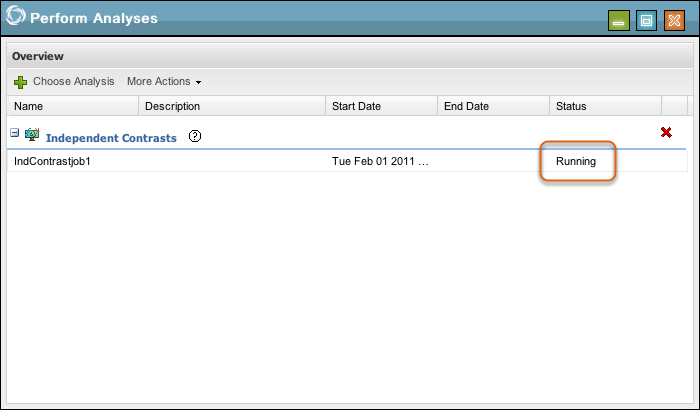 Perform Analyses
Overview
Choose Analysis More Actions
Name Description Start Date End Date Status
Independent Contrasts ?
IndContrastjob1 Tue Feb 01 2011 ... Running